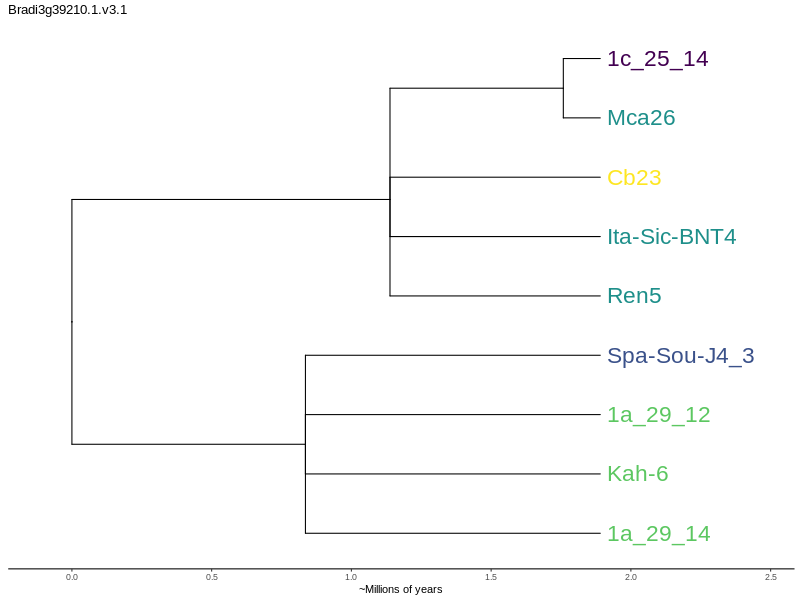 Bradi3g39210.1.v3.1
1c_25_14
Mca26
Cb23
Ita-Sic-BNT4
Ren5
Spa-Sou-J4_3
1a_29_12
Kah-6
1a_29_14
0.0 0.5 1.0 1.5 2.0 2.5
~Millions of years